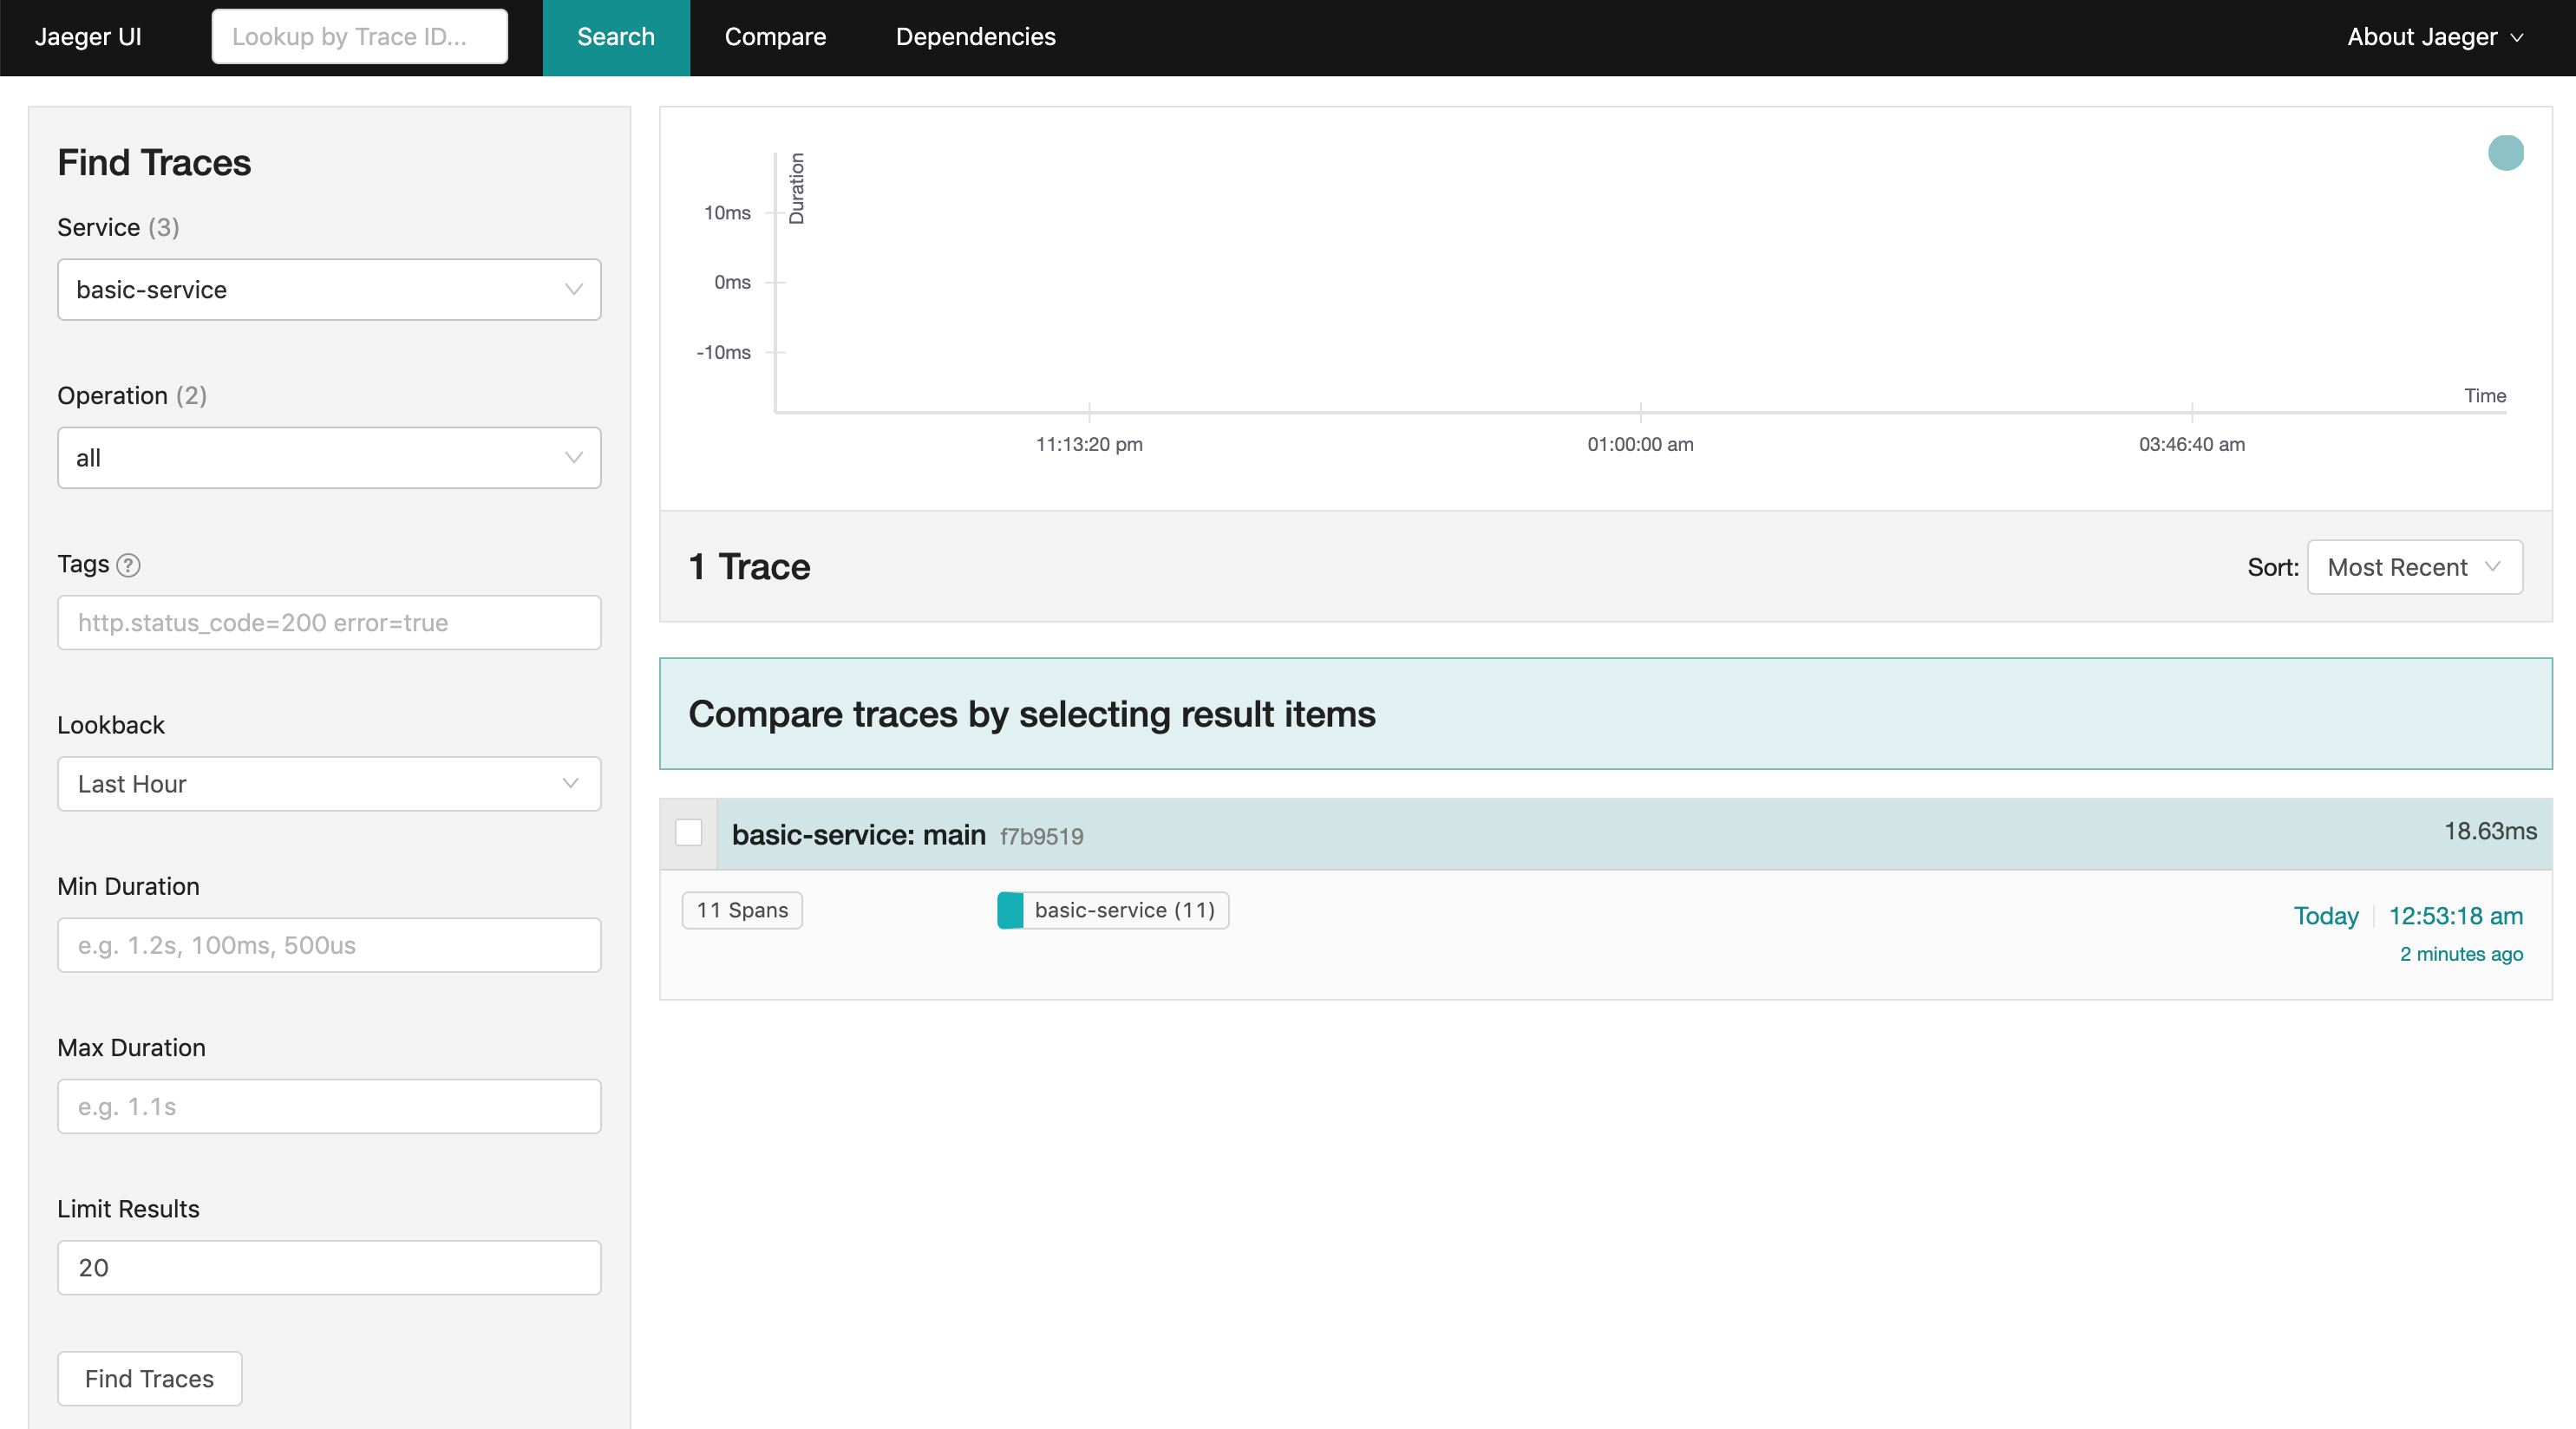 Jaeger UI
Lookup by Trace ID...
Search
Compare
Dependencies
About Jaeger
Find Traces
Service (3)
basic-service
Operation (2)
all
Tags ?
http.status_code=200 error=true
Lookback
Last Hour
Min Duration
e.g. 1.2s, 100ms, 500us
Max Duration
e.g. 1.1s
Limit Results
20
Find Traces
Duration
10ms
0ms
-10ms
Time
11:13:20 pm
01:00:00 am
03:46:40 am
1 Trace
Sort: Most Recent
Compare traces by selecting result items
basic-service: main f7b9519
18.63ms
11 Spans
basic-service (11)
Today 12:53:18 am
2 minutes ago